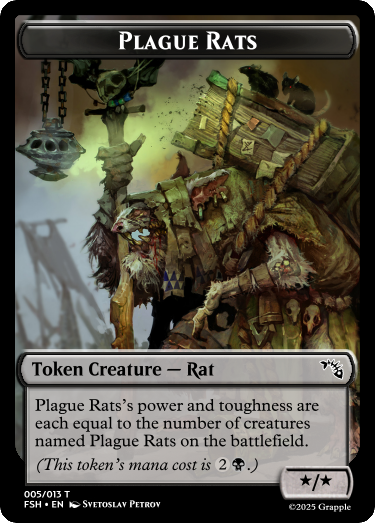 Plague Rats
Token Creature — Rat
Plague Rats's power and toughness are
each equal to the number of creatures
named Plague Rats on the battlefield.
(This token's mana cost is 2.)
★/★
005/013 T
FSH • EN Svetoslav Petrov
©2025 Grapple